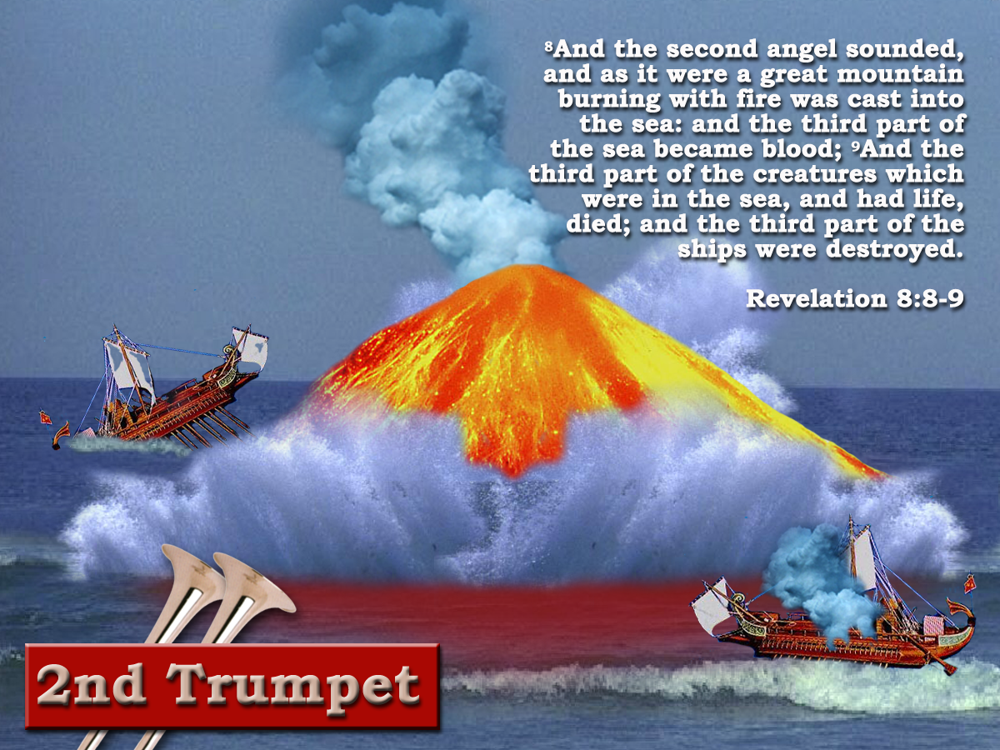 ⁸And the second angel sounded,
and as it were a great mountain
burning with fire was cast into
the sea: and the third part of
the sea became blood; ⁹And the
third part of the creatures which
were in the sea, and had life,
died; and the third part of the
ships were destroyed.
Revelation 8:8-9
2nd Trumpet